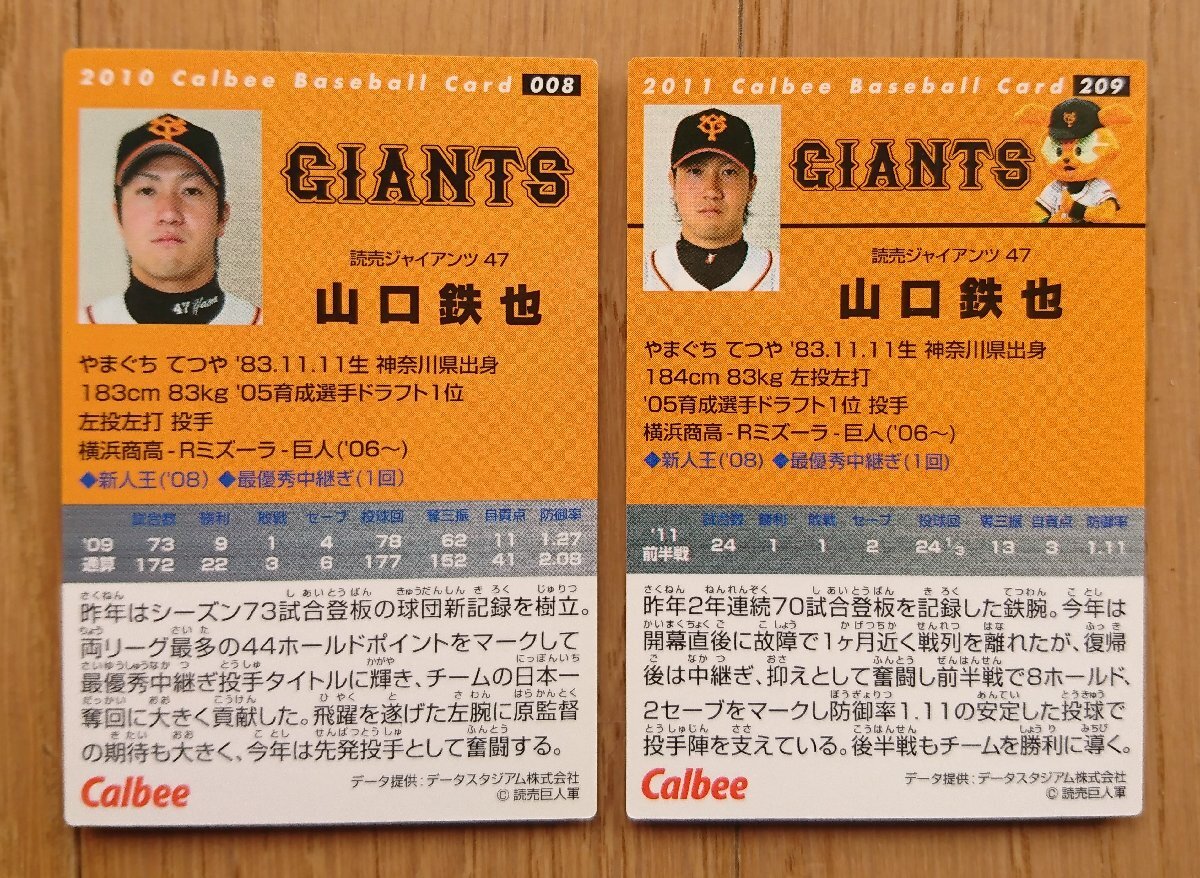 2010 Calbee Baseball Card 008
GIANTS
読売ジャイアンツ 47
山口鉄也
やまぐち てつや '83.11.11生 神奈川県出身
183cm 83kg '05育成選手ドラフト1位
左投左打 投手
横浜商高-Rミズーラ-巨人('06〜)
◆新人王('08) ◆最優秀中継ぎ(1回)
試合数 勝利 敗戦 セーブ 投球回 奪三振 自責点 防御率
'09 73 9 1 4 78 62 11 1.27
通算 172 22 3 6 177 152 41 2.08
昨年はシーズン73試合登板の球団新記録を樹立。
両リーグ最多の44ホールドポイントをマークして
最優秀中継ぎ投手タイトルに輝き、チームの日本一
奪回に大きく貢献した。飛躍を遂げた左腕に原監督
の期待も大きく、今年は先発投手として奮闘する。
Calbee
データ提供:データスタジアム株式会社
© 読売巨人軍
2011 Calbee Baseball Card 209
GIANTS
読売ジャイアンツ 47
山口鉄也
やまぐち てつや '83.11.11生 神奈川県出身
184cm 83kg 左投左打
'05育成選手ドラフト1位 投手
横浜商高-Rミズーラ-巨人('06〜)
◆新人王('08) ◆最優秀中継ぎ(1回)
試合数 勝利 敗戦 セーブ 投球回 奪三振 自責点 防御率
'11前半戦 24 1 1 2 24 1/3 13 3 1.11
昨年2年連続70試合登板を記録した鉄腕。今年は
開幕直後に故障で1ヶ月近く戦列を離れたが、復帰
後は中継ぎ、抑えとして奮闘し前半戦で8ホールド、
2セーブをマークし防御率1.11の安定した投球で
投手陣を支えている。後半戦もチームを勝利に導く。
Calbee
データ提供:データスタジアム株式会社
© 読売巨人軍